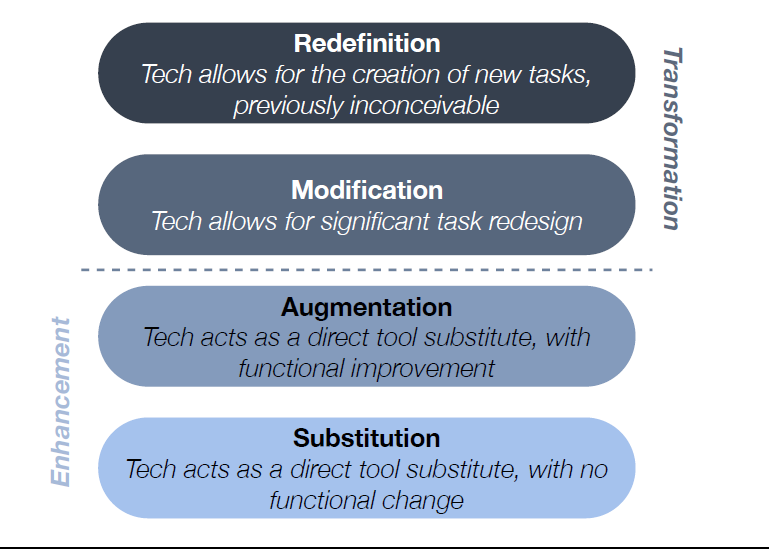 Redefinition
Tech allows for the creation of new tasks,
previously inconceivable
Transformation
Modification
Tech allows for significant task redesign
Augmentation
Tech acts as a direct tool substitute, with
functional improvement
Enhancement
Substitution
Tech acts as a direct tool substitute, with no
functional change